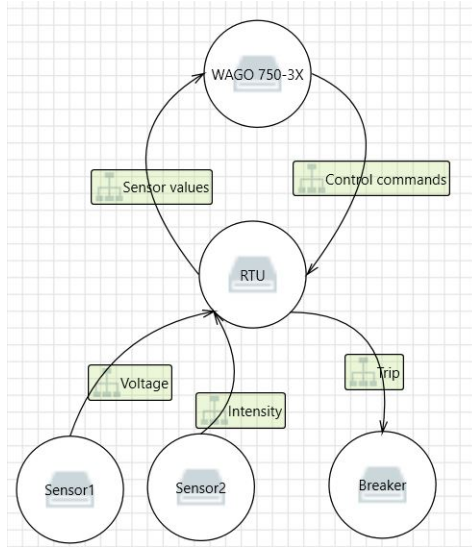 WAGO 750-3X
Sensor values
Control commands
RTU
Voltage
Intensity
Trip
Sensor1
Sensor2
Breaker